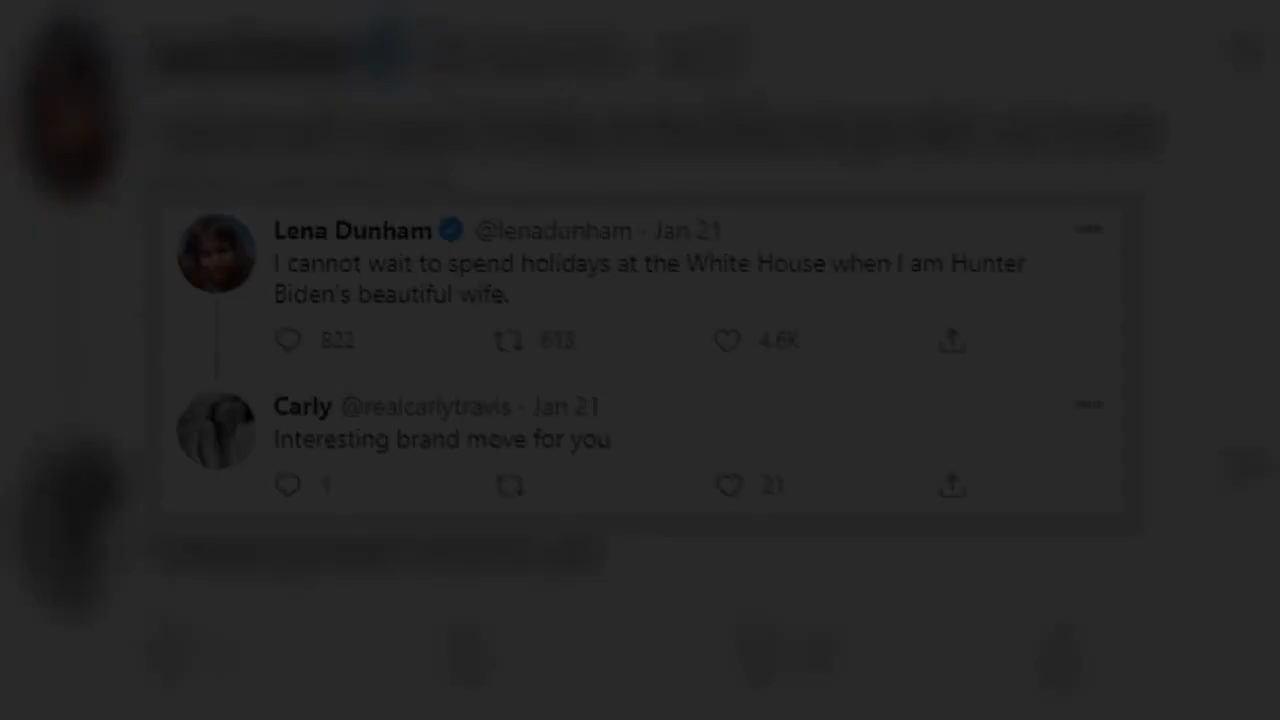 Lena Dunham @lenadunham · Jan 21
I cannot wait to spend holidays at the White House when I am Hunter
Biden's beautiful wife.
822 613 4.6K
Carly @realcarlytravis · Jan 21
Interesting brand move for you
1 21